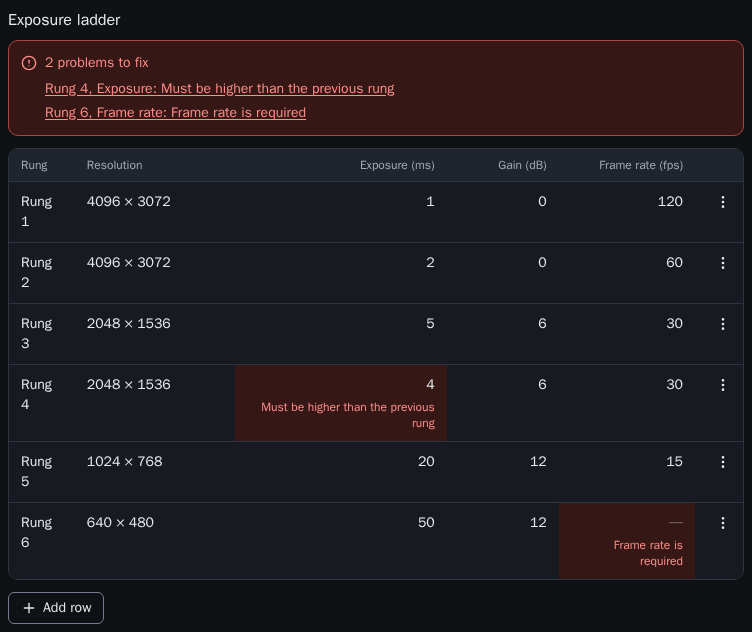 Exposure ladder
2 problems to fix
Rung 4, Exposure: Must be higher than the previous rung
Rung 6, Frame rate: Frame rate is required
Rung Resolution Exposure (ms) Gain (dB) Frame rate (fps)
Rung 1 4096 × 3072 1 0 120
Rung 2 4096 × 3072 2 0 60
Rung 3 2048 × 1536 5 6 30
Rung 4 2048 × 1536 4 6 30
Must be higher than the previous
rung
Rung 5 1024 × 768 20 12 15
Rung 6 640 × 480 50 12 —
Frame rate is
required
Add row